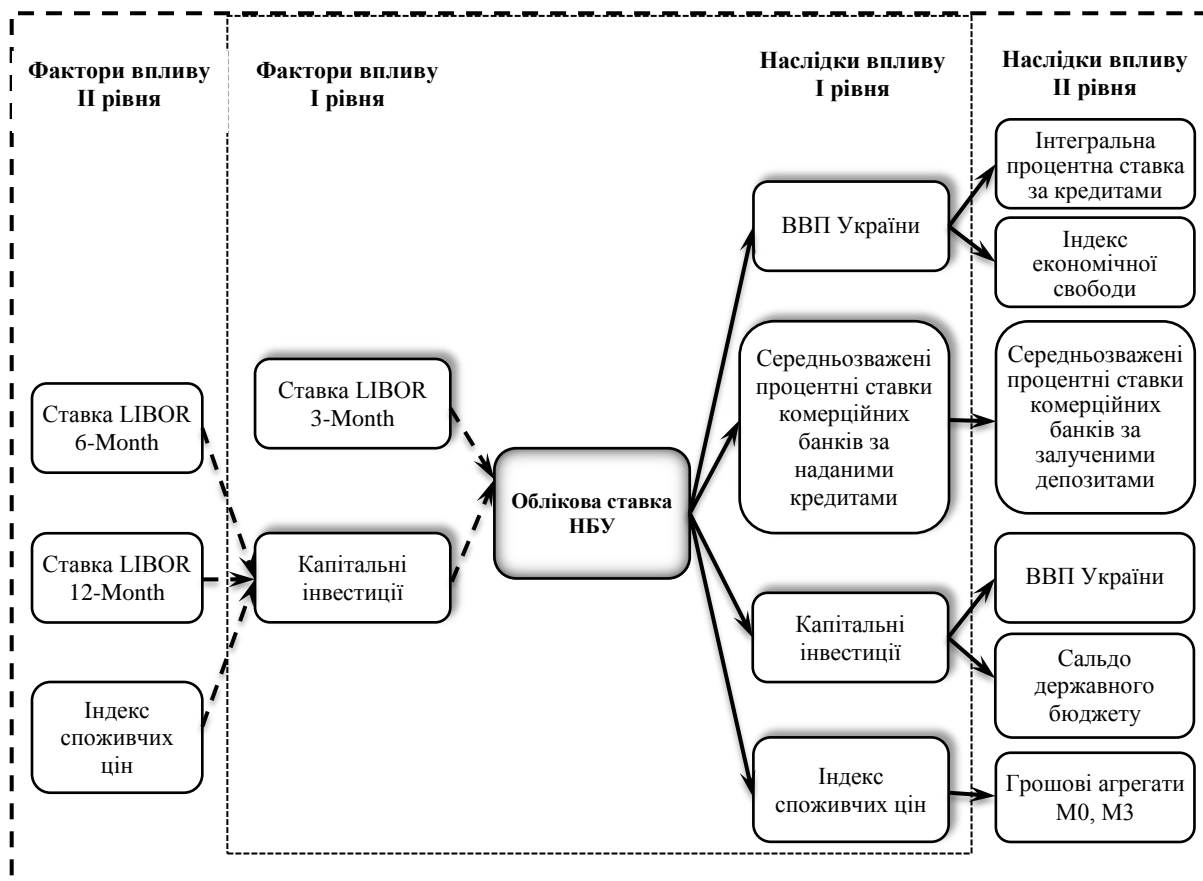 Фактори впливу
ІІ рівня
Фактори впливу
І рівня
Наслідки впливу
І рівня
Наслідки впливу
ІІ рівня
Ставка LIBOR
6-Month
Ставка LIBOR
12-Month
Індекс
споживчих
цін
Ставка LIBOR
3-Month
Капітальні
інвестиції
Облікова ставка
НБУ
ВВП України
Середньозважені
процентні ставки
комерційних
банків за
наданими
кредитами
Капітальні
інвестиції
Індекс
споживчих цін
Інтегральна
процентна ставка
за кредитами
Індекс
економічної
свободи
Середньозважені
процентні ставки
комерційних
банків за
залученими
депозитами
ВВП України
Сальдо
державного
бюджету
Грошові агрегати
М0, М3